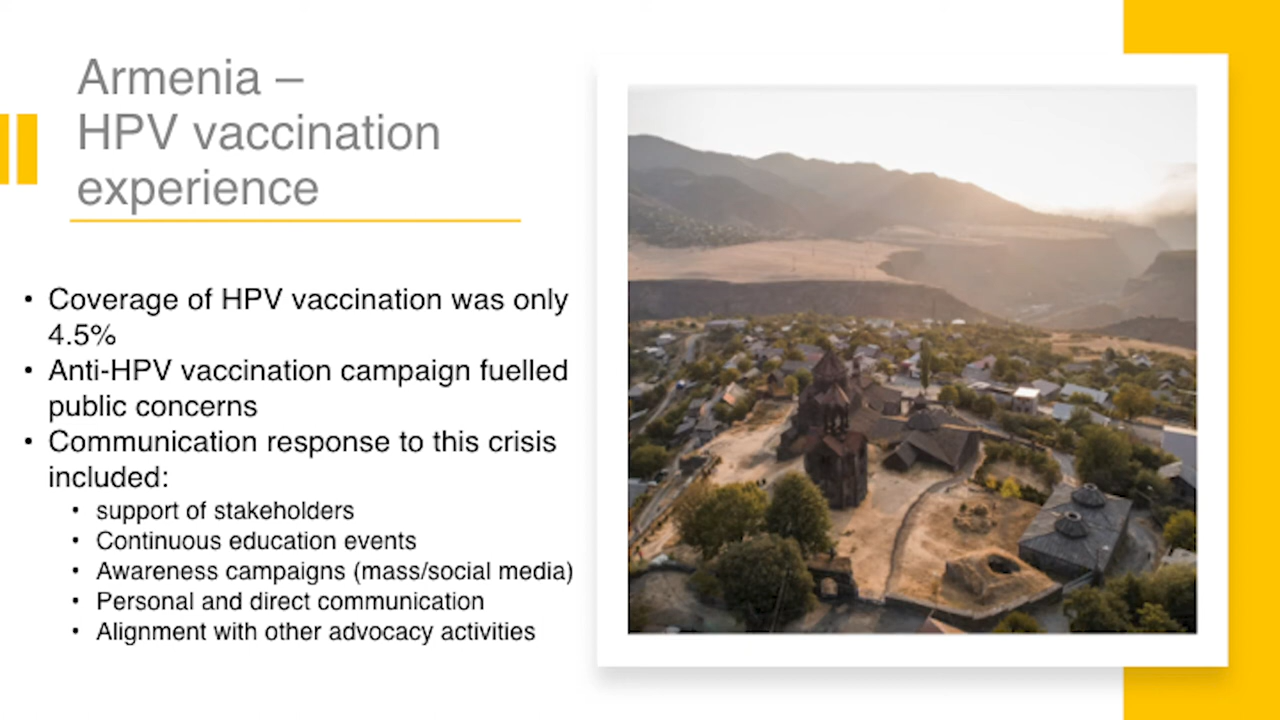 Armenia –
HPV vaccination
experience
• Coverage of HPV vaccination was only
4.5%
• Anti-HPV vaccination campaign fuelled
public concerns
• Communication response to this crisis
included:
• support of stakeholders
• Continuous education events
• Awareness campaigns (mass/social media)
• Personal and direct communication
• Alignment with other advocacy activities